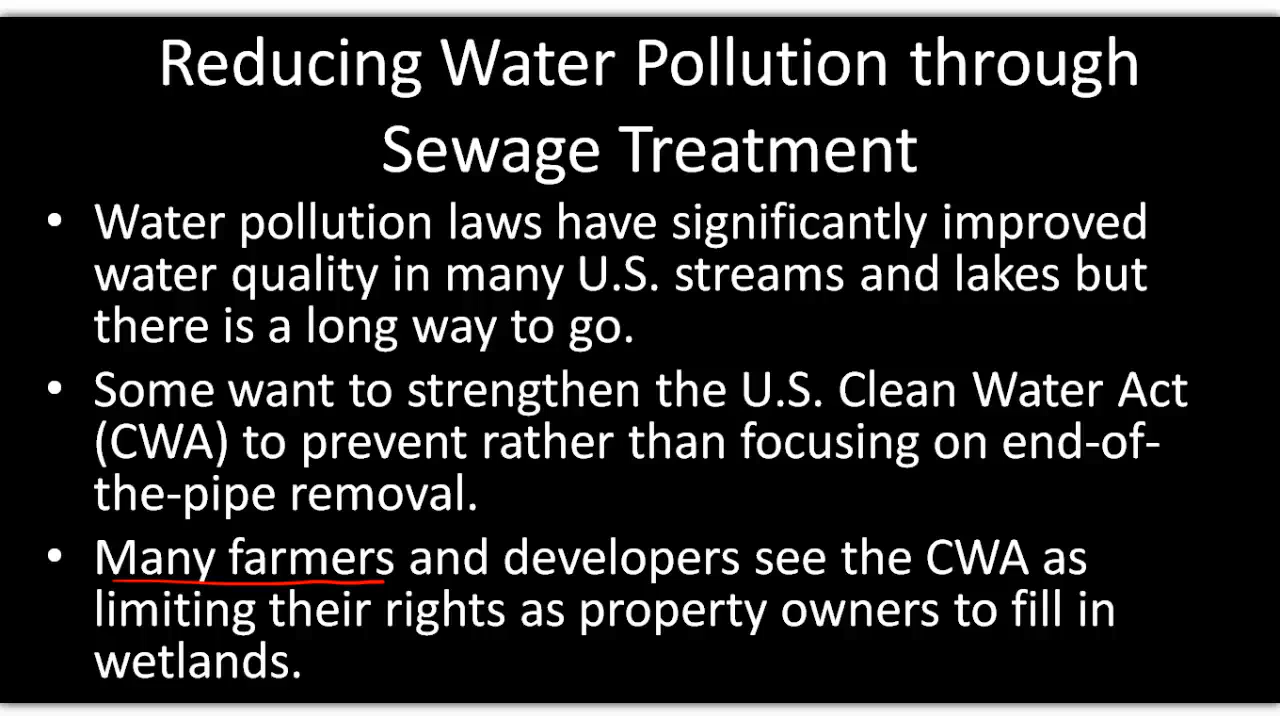 Reducing Water Pollution through
Sewage Treatment
• Water pollution laws have significantly improved
water quality in many U.S. streams and lakes but
there is a long way to go.
• Some want to strengthen the U.S. Clean Water Act
(CWA) to prevent rather than focusing on end-of-
the-pipe removal.
• Many farmers and developers see the CWA as
limiting their rights as property owners to fill in
wetlands.